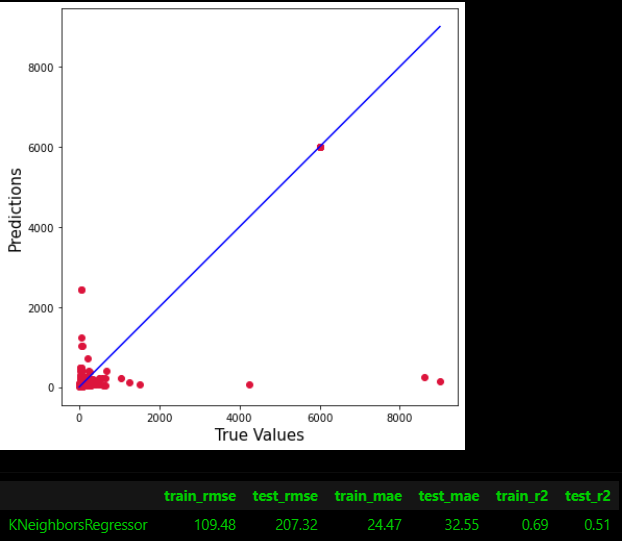 8000
6000
4000
2000
0
Predictions
0 2000 4000 6000 8000
True Values
train_rmse test_rmse train_mae test_mae train_r2 test_r2
KNeighborsRegressor 109.48 207.32 24.47 32.55 0.69 0.51